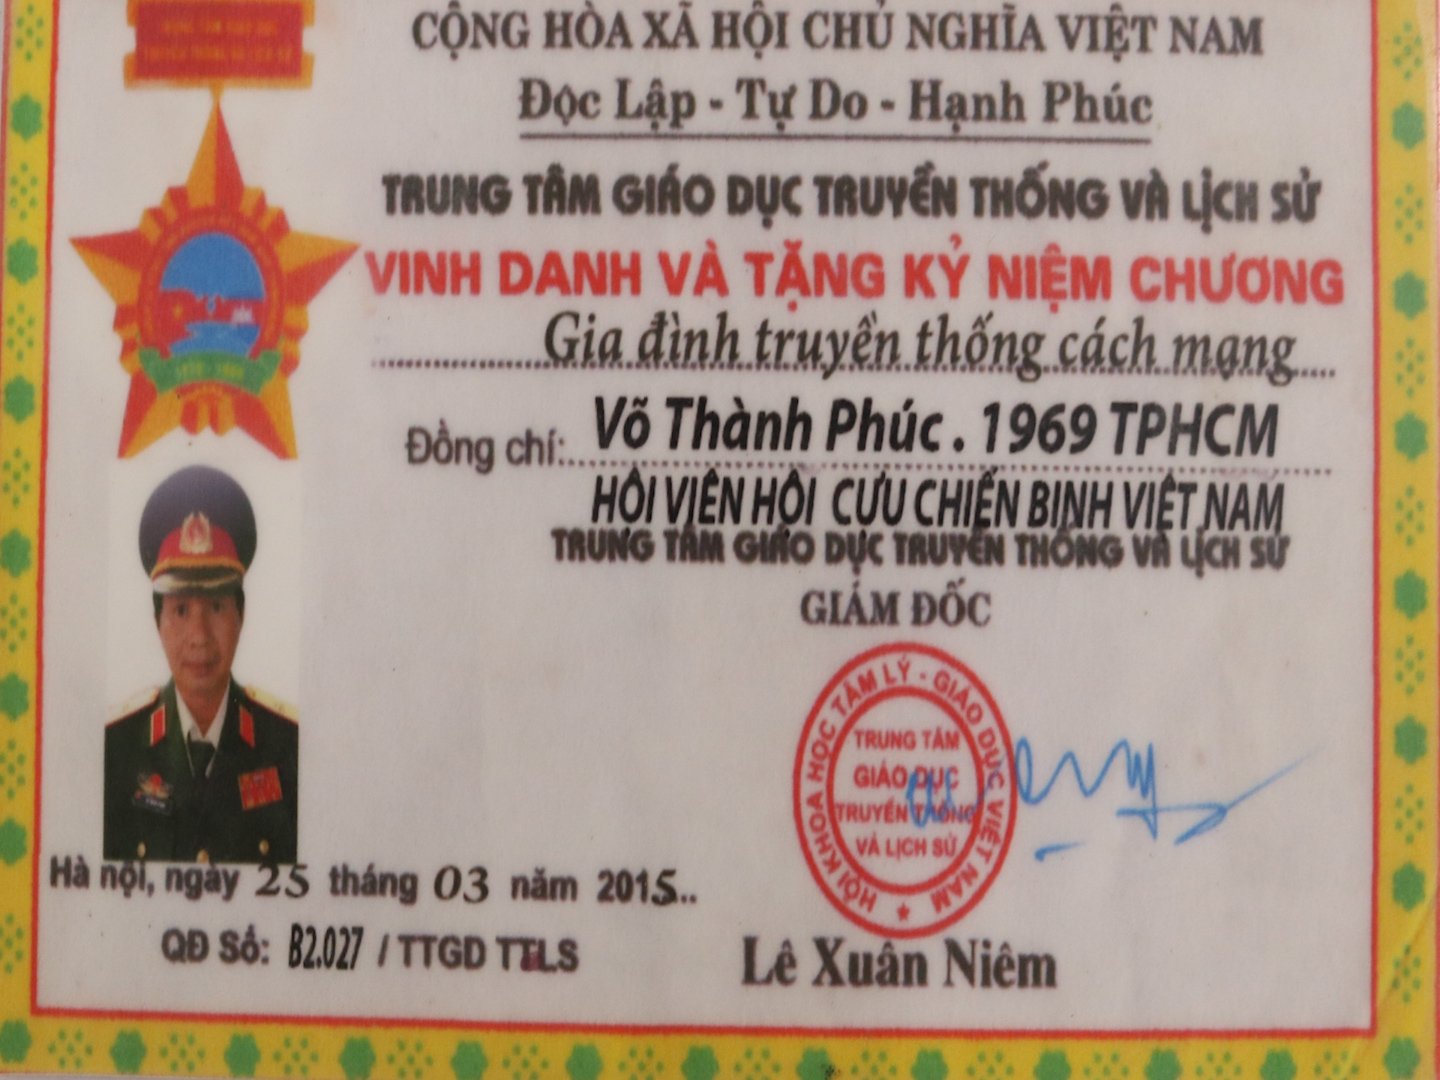 CỘNG HÒA XÃ HỘI CHỦ NGHĨA VIỆT NAM
Độc Lập - Tự Do - Hạnh Phúc
TRUNG TÂM GIÁO DỤC TRUYỀN THỐNG VÀ LỊCH SỬ
VINH DANH VÀ TẶNG KỶ NIỆM CHƯƠNG
Gia đình truyền thống cách mạng
Đồng chí: Võ Thành Phúc . 1969 TPHCM
HỘI VIÊN HỘI CỰU CHIẾN BINH VIỆT NAM
TRUNG TÂM GIÁO DỤC TRUYỀN THỐNG VÀ LỊCH SỬ
GIÁM ĐỐC
HỘI KHOA HỌC TÂM LÝ - GIÁO DỤC VIỆT NAM
TRUNG TÂM
GIÁO DỤC
TRUYỀN THỐNG
VÀ LỊCH SỬ
Hà nội, ngày 25 tháng 03 năm 2015..
QĐ Số: B2.027 / TTGD TTLS
Lê Xuân Niêm